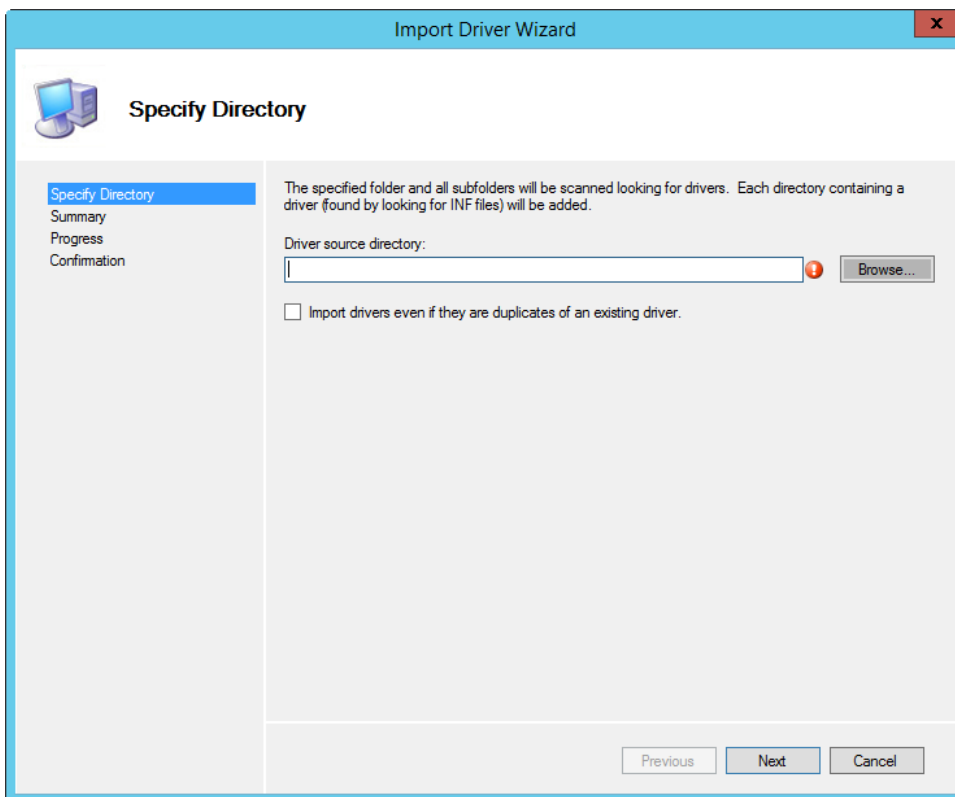 Import Driver Wizard
x
Specify Directory
Specify Directory
Summary
Progress
Confirmation
The specified folder and all subfolders will be scanned looking for drivers.  Each directory containing a
driver (found by looking for INF files) will be added.
Driver source directory:
Browse...
Import drivers even if they are duplicates of an existing driver.
Previous
Next
Cancel